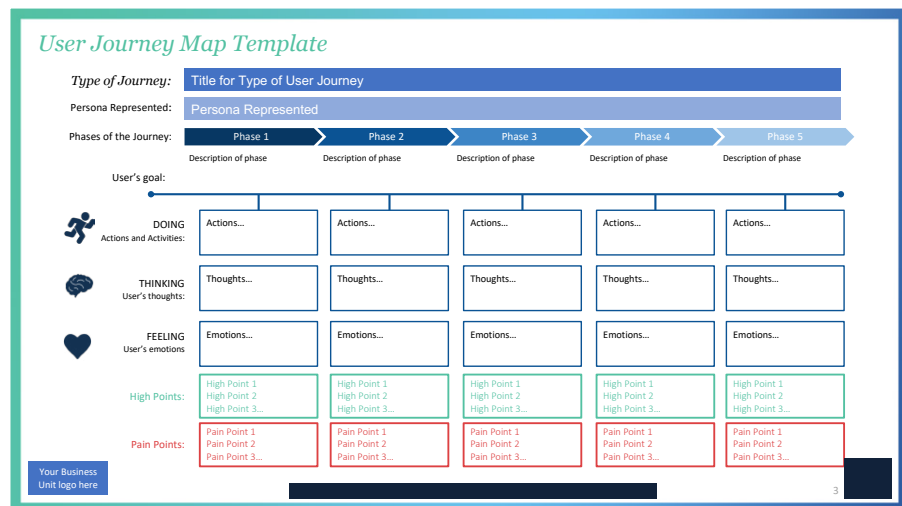 User Journey Map Template
Type of Journey: Title for Type of User Journey
Persona Represented: Persona Represented
Phases of the Journey: Phase 1 Phase 2 Phase 3 Phase 4 Phase 5
Description of phase Description of phase Description of phase Description of phase Description of phase
User's goal:
DOING
Actions and Activities:
Actions... Actions... Actions... Actions... Actions...
THINKING
User's thoughts:
Thoughts... Thoughts... Thoughts... Thoughts... Thoughts...
FEELING
User's emotions
Emotions... Emotions... Emotions... Emotions... Emotions...
High Points:
High Point 1 High Point 1 High Point 1 High Point 1 High Point 1
High Point 2 High Point 2 High Point 2 High Point 2 High Point 2
High Point 3... High Point 3... High Point 3... High Point 3... High Point 3...
Pain Points:
Pain Point 1 Pain Point 1 Pain Point 1 Pain Point 1 Pain Point 1
Pain Point 2 Pain Point 2 Pain Point 2 Pain Point 2 Pain Point 2
Pain Point 3... Pain Point 3... Pain Point 3... Pain Point 3... Pain Point 3...
Your Business
Unit logo here
3